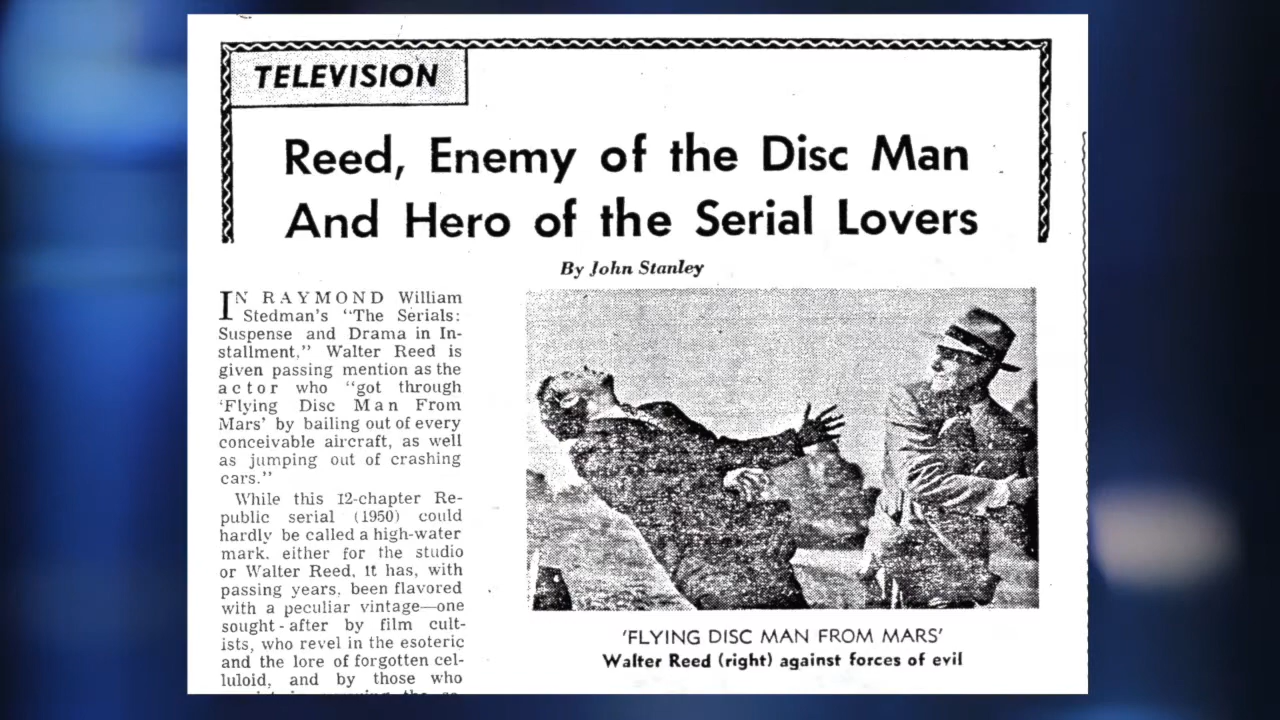 TELEVISION
Reed, Enemy of the Disc Man
And Hero of the Serial Lovers
By John Stanley
IN RAYMOND William
Stedman's "The Serials:
Suspense and Drama in In-
stallment," Walter Reed is
given passing mention as the
actor who "got through
'Flying Disc Man From
Mars' by bailing out of every
conceivable aircraft, as well
as jumping out of crashing
cars."
While this 12-chapter Re-
public serial (1950) could
hardly be called a high-water
mark, either for the studio
or Walter Reed, it has, with
passing years, been flavored
with a peculiar vintage—one
sought-after by film cult-
ists, who revel in the esoteric
and the lore of forgotten cel-
luloid, and by those who
'FLYING DISC MAN FROM MARS'
Walter Reed (right) against forces of evil